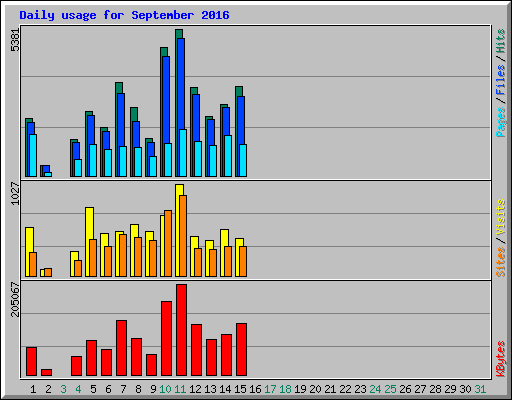 Daily usage for September 2016
5381
Pages/Files/Hits
1027
Sites/Visits
205067
KBytes
1 2 3 4 5 6 7 8 9 10 11 12 13 14 15 16 17 18 19 20 21 22 23 24 25 26 27 28 29 30 31